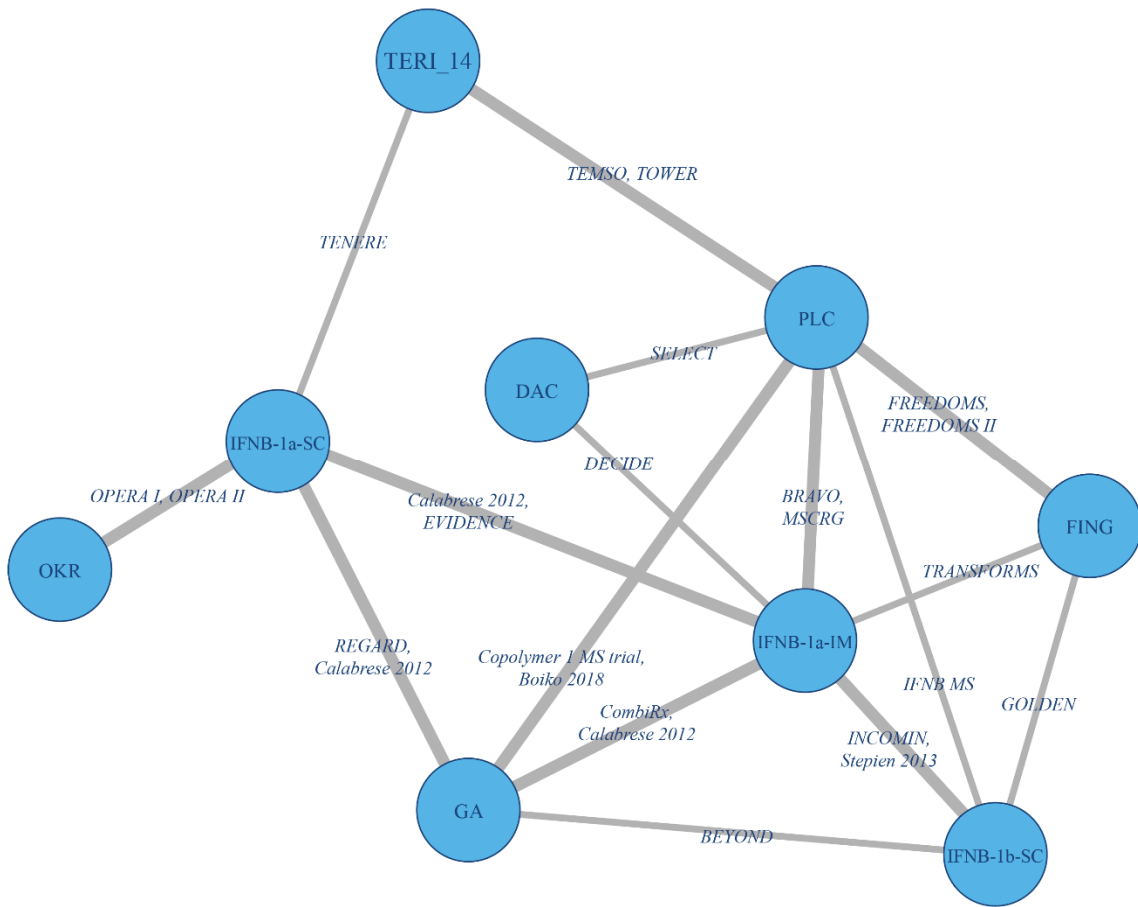 TERI_14
TEMSO, TOWER
TENERE
PLC
SELECT
DAC
FREEDOMS,
FREEDOMS II
IFNB-1a-SC
DECIDE
OPERA I, OPERA II
Calabrese 2012,
EVIDENCE
BRAVO,
MSCRG
FING
OKR
TRANSFORMS
IFNB-1a-IM
REGARD,
Calabrese 2012
Copolymer 1 MS trial,
Boiko 2018
IFNB MS
GOLDEN
CombiRx,
Calabrese 2012
INCOMIN,
Stepien 2013
GA
BEYOND
IFNB-1b-SC